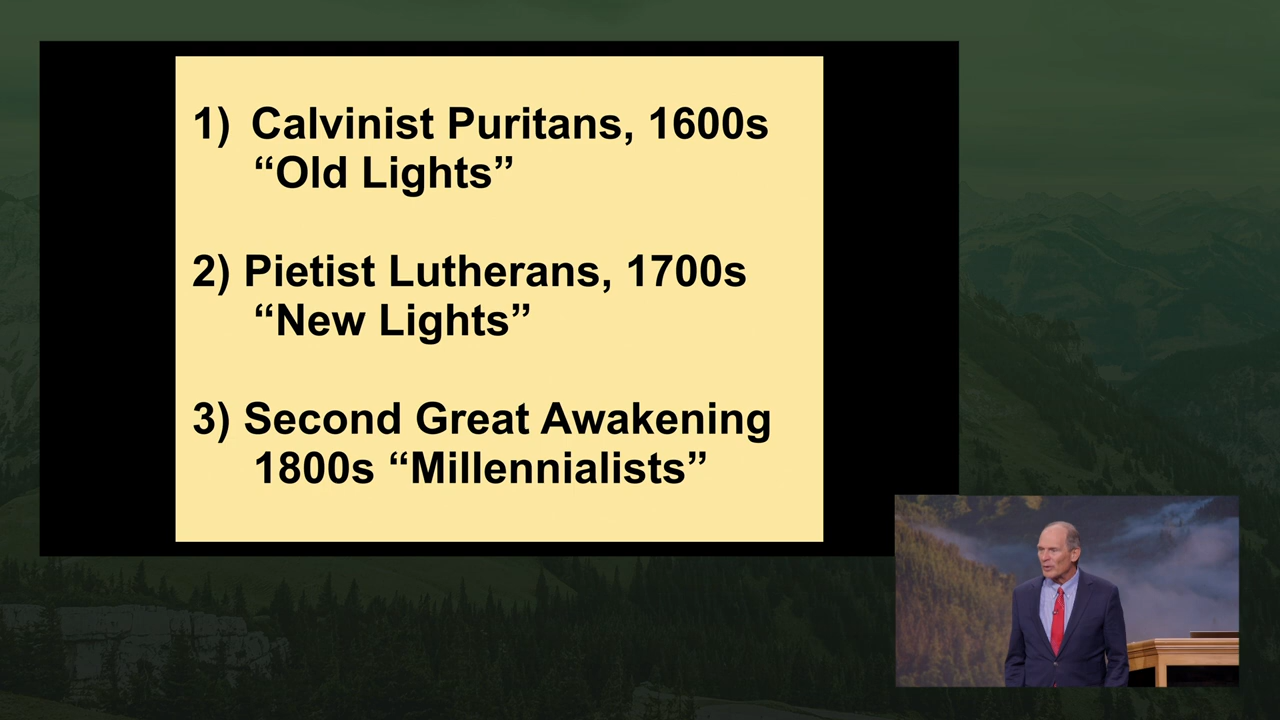 1) Calvinist Puritans, 1600s
“Old Lights”
2) Pietist Lutherans, 1700s
“New Lights”
3) Second Great Awakening
1800s “Millennialists”